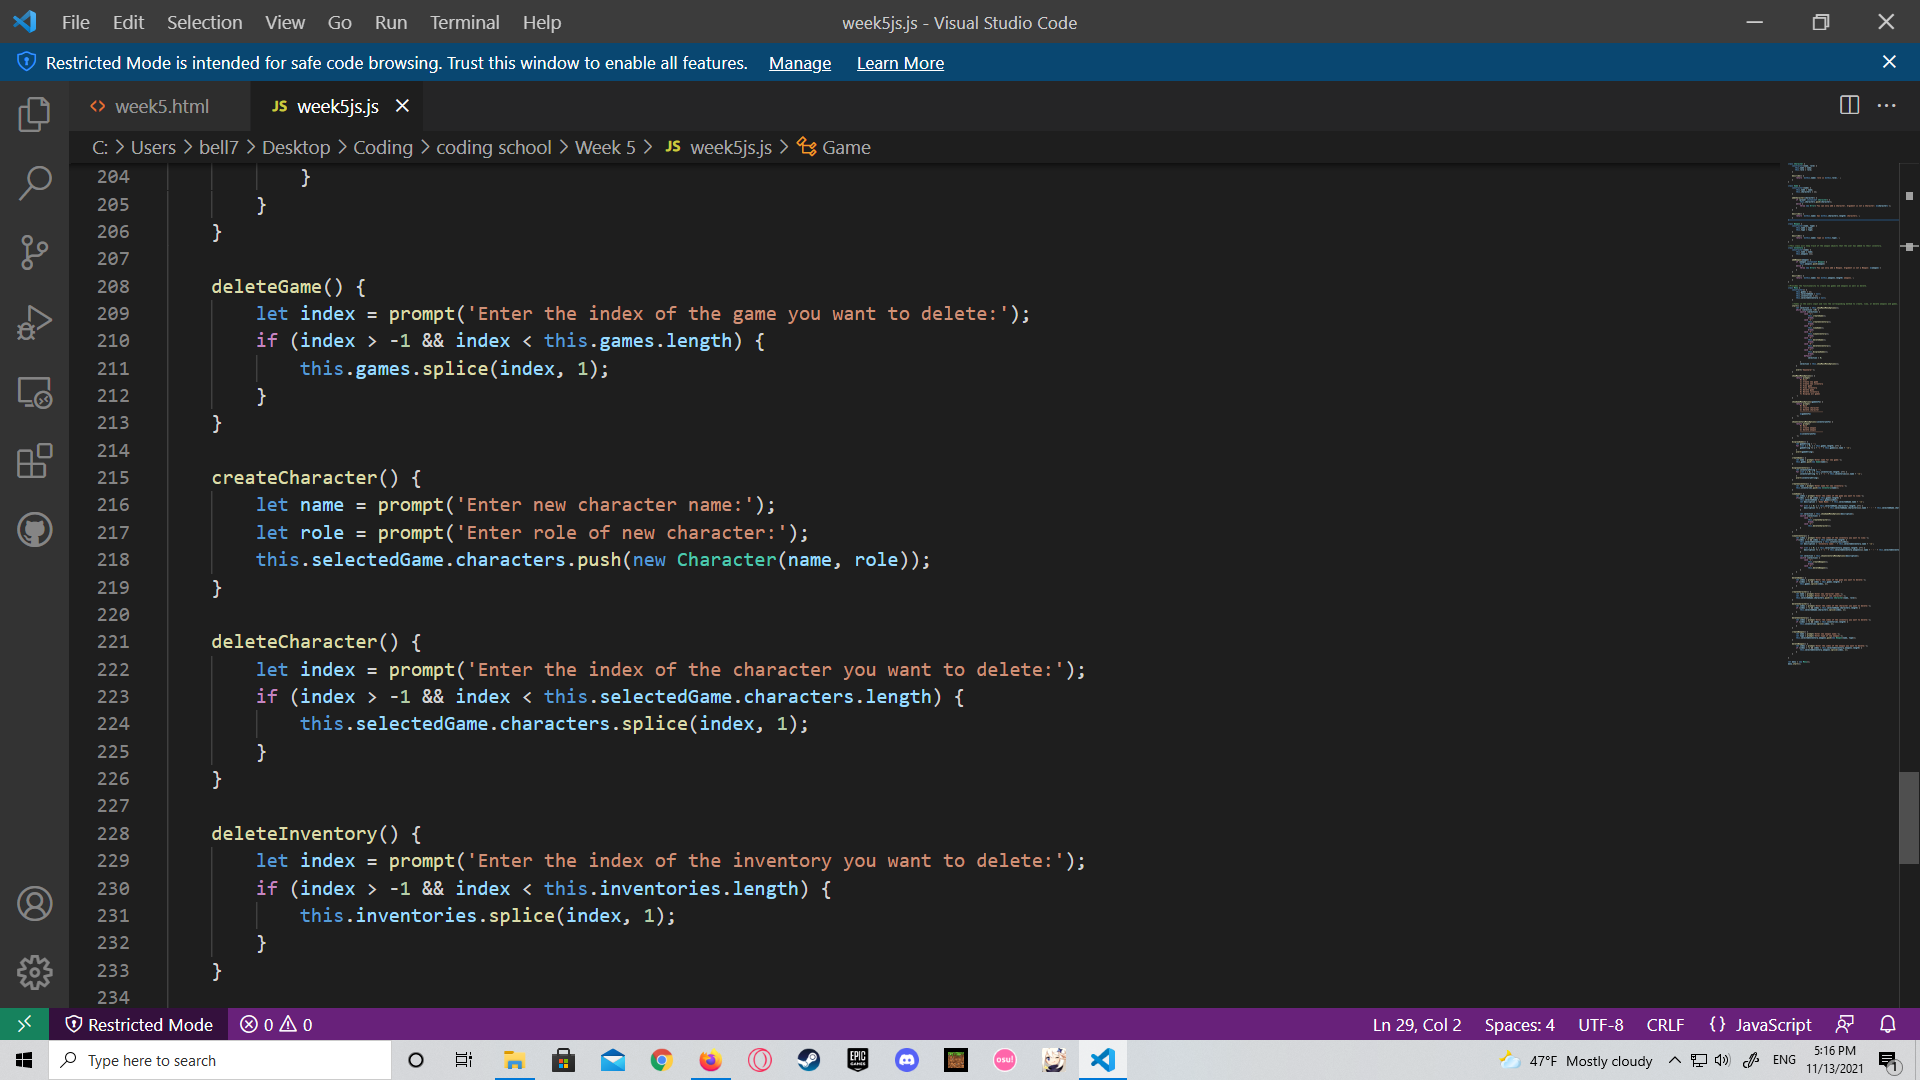 File Edit Selection View Go Run Terminal Help week5js.js - Visual Studio Code
Restricted Mode is intended for safe code browsing. Trust this window to enable all features. Manage Learn More
<> week5.html JS week5js.js
C: > Users > bell7 > Desktop > Coding > coding school > Week 5 > JS week5js.js > Game
204 }
205 }
206 }
207
208 deleteGame() {
209 let index = prompt('Enter the index of the game you want to delete:');
210 if (index > -1 && index < this.games.length) {
211 this.games.splice(index, 1);
212 }
213 }
214
215 createCharacter() {
216 let name = prompt('Enter new character name:');
217 let role = prompt('Enter role of new character:');
218 this.selectedGame.characters.push(new Character(name, role));
219 }
220
221 deleteCharacter() {
222 let index = prompt('Enter the index of the character you want to delete:');
223 if (index > -1 && index < this.selectedGame.characters.length) {
224 this.selectedGame.characters.splice(index, 1);
225 }
226 }
227
228 deleteInventory() {
229 let index = prompt('Enter the index of the inventory you want to delete:');
230 if (index > -1 && index < this.inventories.length) {
231 this.inventories.splice(index, 1);
232 }
233 }
234
Restricted Mode 0 0 Ln 29, Col 2 Spaces: 4 UTF-8 CRLF {} JavaScript
Type here to search EPIC GAMES osu! 47°F Mostly cloudy ENG 5:16 PM 1
11/13/2021